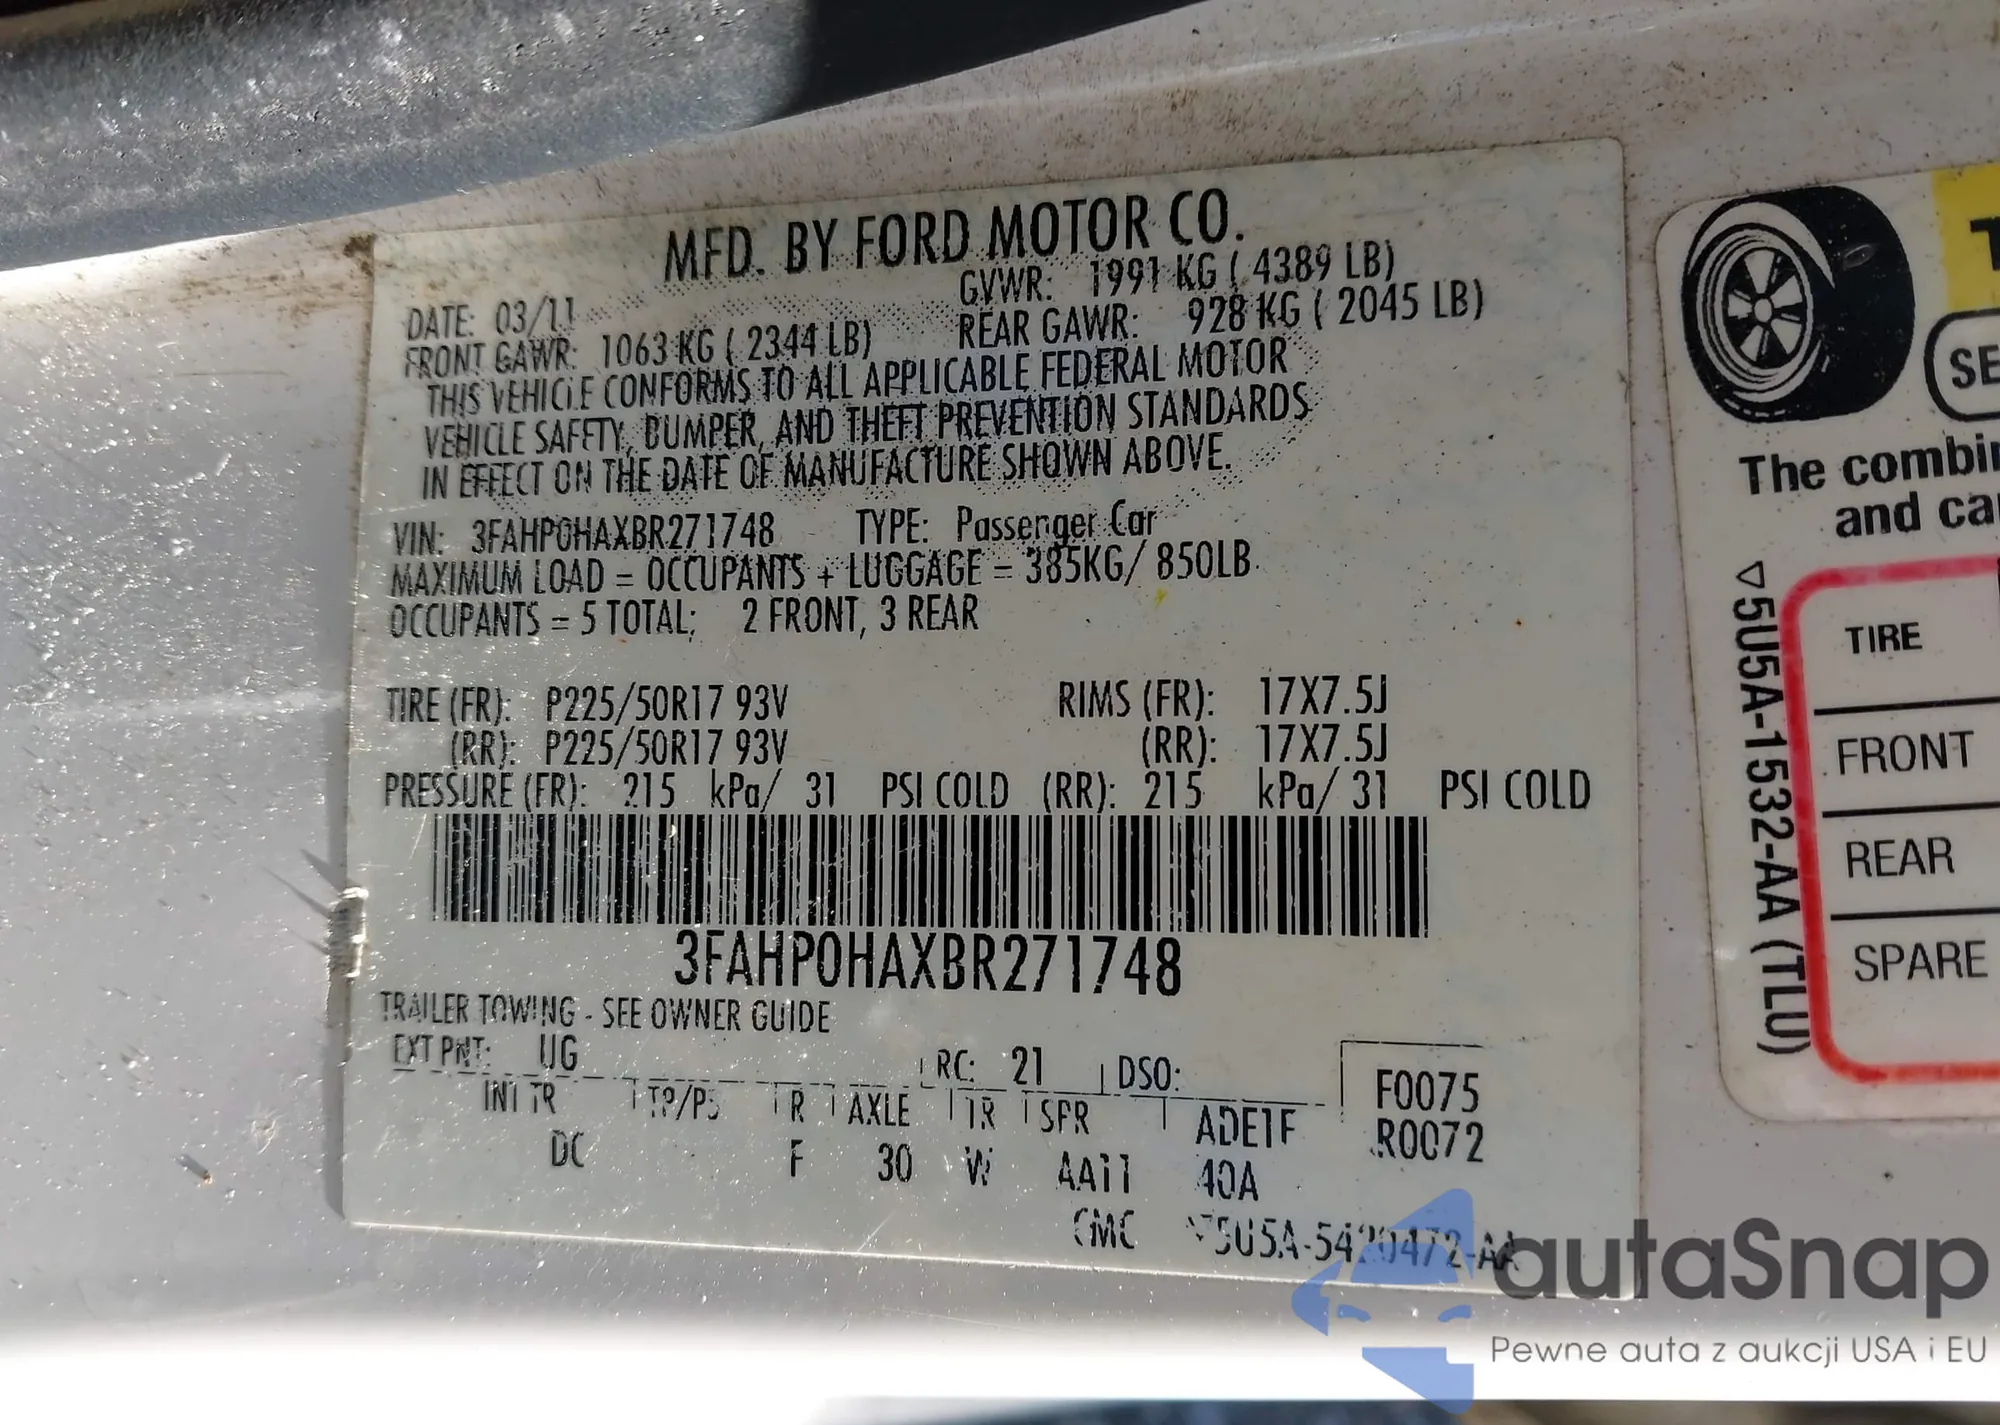 MFD. BY FORD MOTOR CO.
DATE: 03/11 GVWR: 1991 KG ( 4389 LB)
FRONT GAWR: 1063 KG ( 2344 LB) REAR GAWR: 928 KG ( 2045 LB)
THIS VEHICLE CONFORMS TO ALL APPLICABLE FEDERAL MOTOR
VEHICLE SAFETY, BUMPER, AND THEFT PREVENTION STANDARDS
IN EFFECT ON THE DATE OF MANUFACTURE SHOWN ABOVE.
VIN: 3FAHP0HAXBR271748 TYPE: Passenger Car
MAXIMUM LOAD = OCCUPANTS + LUGGAGE = 385KG/ 850LB
OCCUPANTS = 5 TOTAL; 2 FRONT, 3 REAR
TIRE (FR): P225/50R17 93V RIMS (FR): 17X7.5J
(RR): P225/50R17 93V (RR): 17X7.5J
PRESSURE (FR): 215 kPa/ 31 PSI COLD (RR): 215 kPa/ 31 PSI COLD
3FAHP0HAXBR271748
TRAILER TOWING - SEE OWNER GUIDE
EXT PNT: UG RC: 21 DSO: F0075
INT TR TP/PS R AXLE TR SPR ADE1F R0072
DC F 30 W AA11 40A
CMC 5U5A-5420472-AA
SE
The combin
and ca
5U5A-1532-AA (TLU)
TIRE
FRONT
REAR
SPARE
autaSnap
Pewne auta z aukcji USA i EU